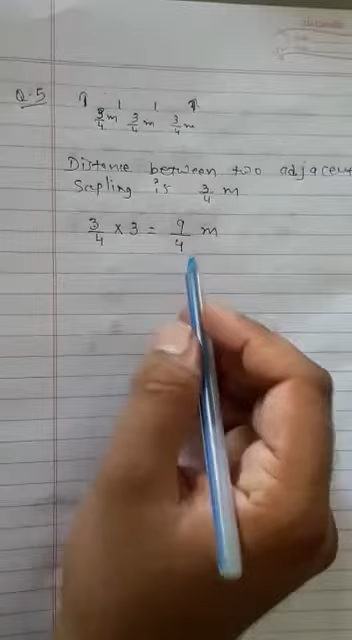 Q.5
3/4 m 3/4 m 3/4 m
Distance between two
Sapling is 3/4 m
3/4 × 3 = 9/4 m